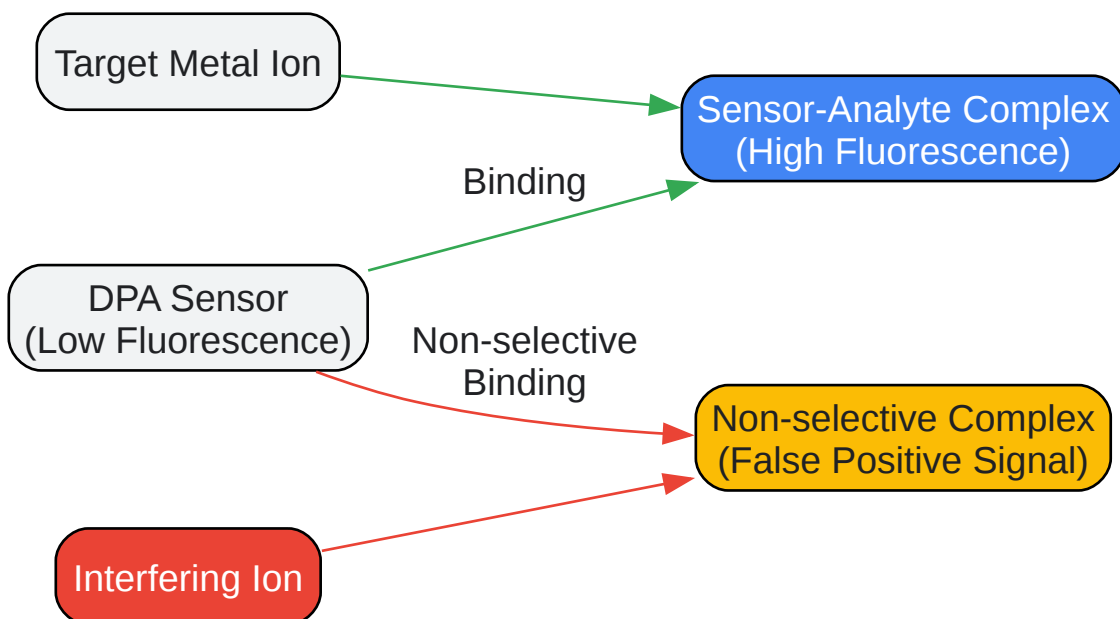 Target Metal Ion
Sensor-Analyte Complex
(High Fluorescence)
Binding
DPA Sensor
(Low Fluorescence)
Non-selective
Binding
Non-selective Complex
(False Positive Signal)
Interfering Ion